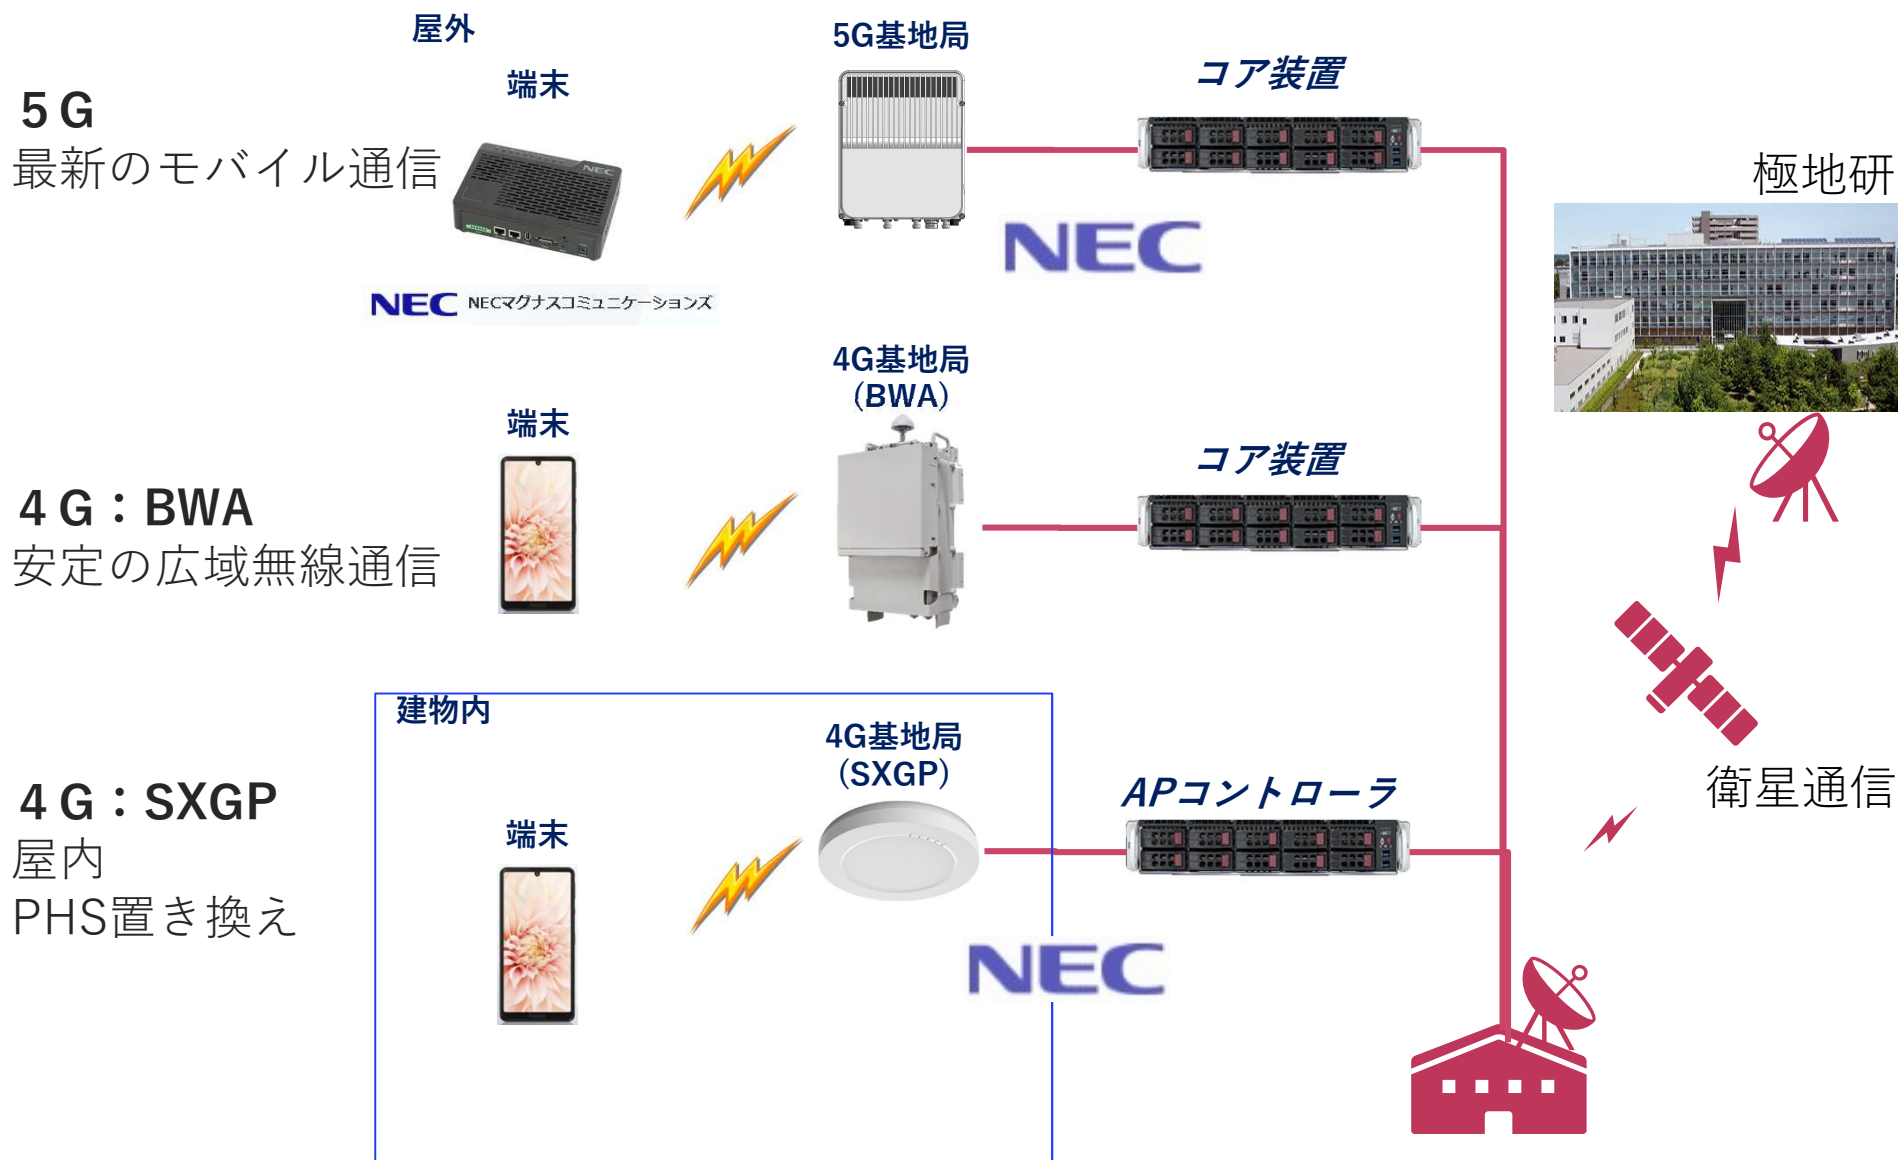 屋外
5G基地局
コア装置
端末
5G
最新のモバイル通信
NEC
極地研
NEC
NEC NECマグナスコミュニケーションズ
4G基地局
(BWA)
端末
コア装置
4G：BWA
安定の広域無線通信
建物内
4G基地局
(SXGP)
衛星通信
APコントローラ
4G：SXGP
端末
屋内
PHS置き換え
NEC